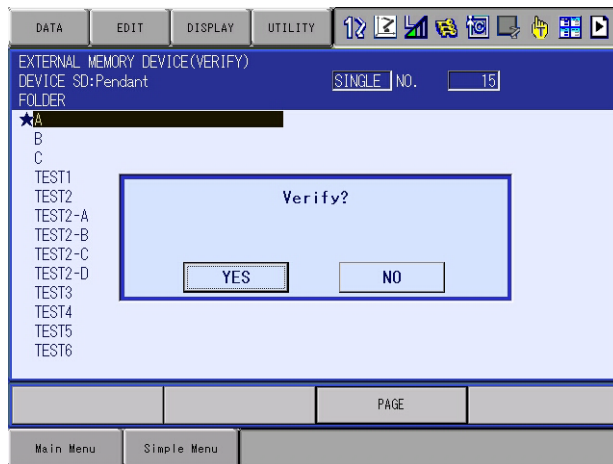 DATA EDIT DISPLAY UTILITY
EXTERNAL MEMORY DEVICE(VERIFY)
DEVICE SD:Pendant SINGLE NO. 15
FOLDER
★A
B
C
TEST1
TEST2
TEST2-A
TEST2-B
TEST2-C
TEST2-D
TEST3
TEST4
TEST5
TEST6
Verify?
YES NO
PAGE
Main Menu Simple Menu